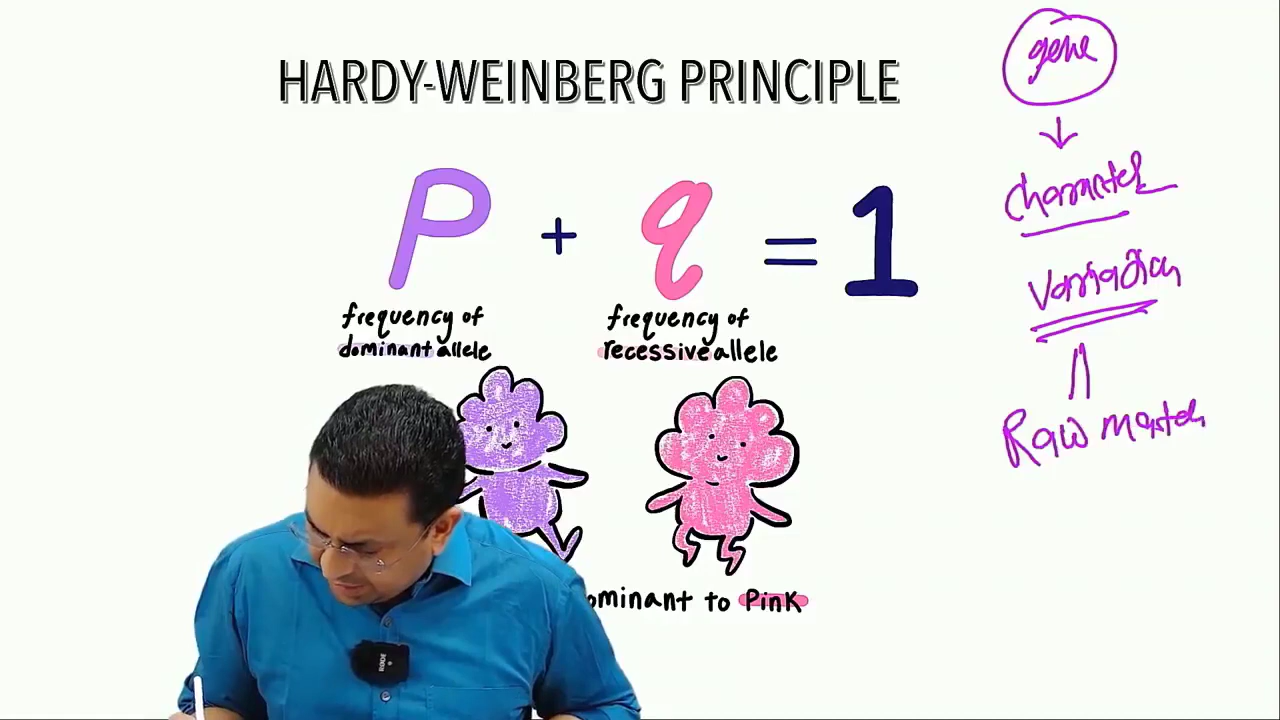 HARDY-WEINBERG PRINCIPLE
P + q = 1
frequency of
dominant allele
frequency of
recessive allele
ominant to Pink
gene
Character
Variation
Raw
RODE